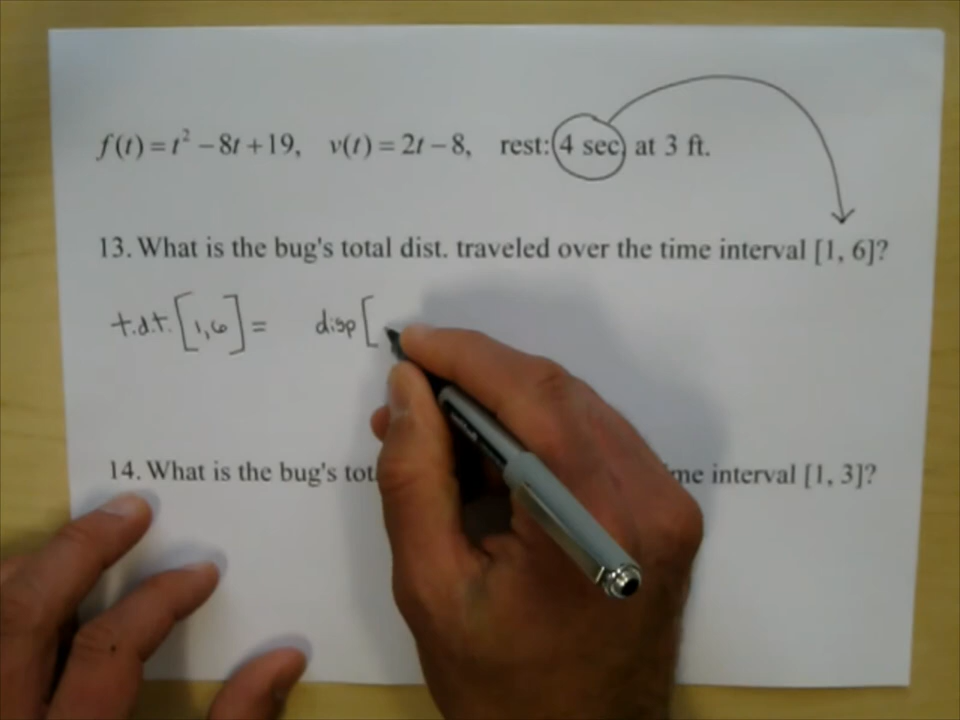 f(t) = t² − 8t + 19, v(t) = 2t − 8, rest: 4 sec at 3 ft.
13. What is the bug's total dist. traveled over the time interval [1, 6]?
t.d.t. [1,6] = disp [
14. What is the bug's tot me interval [1, 3]?